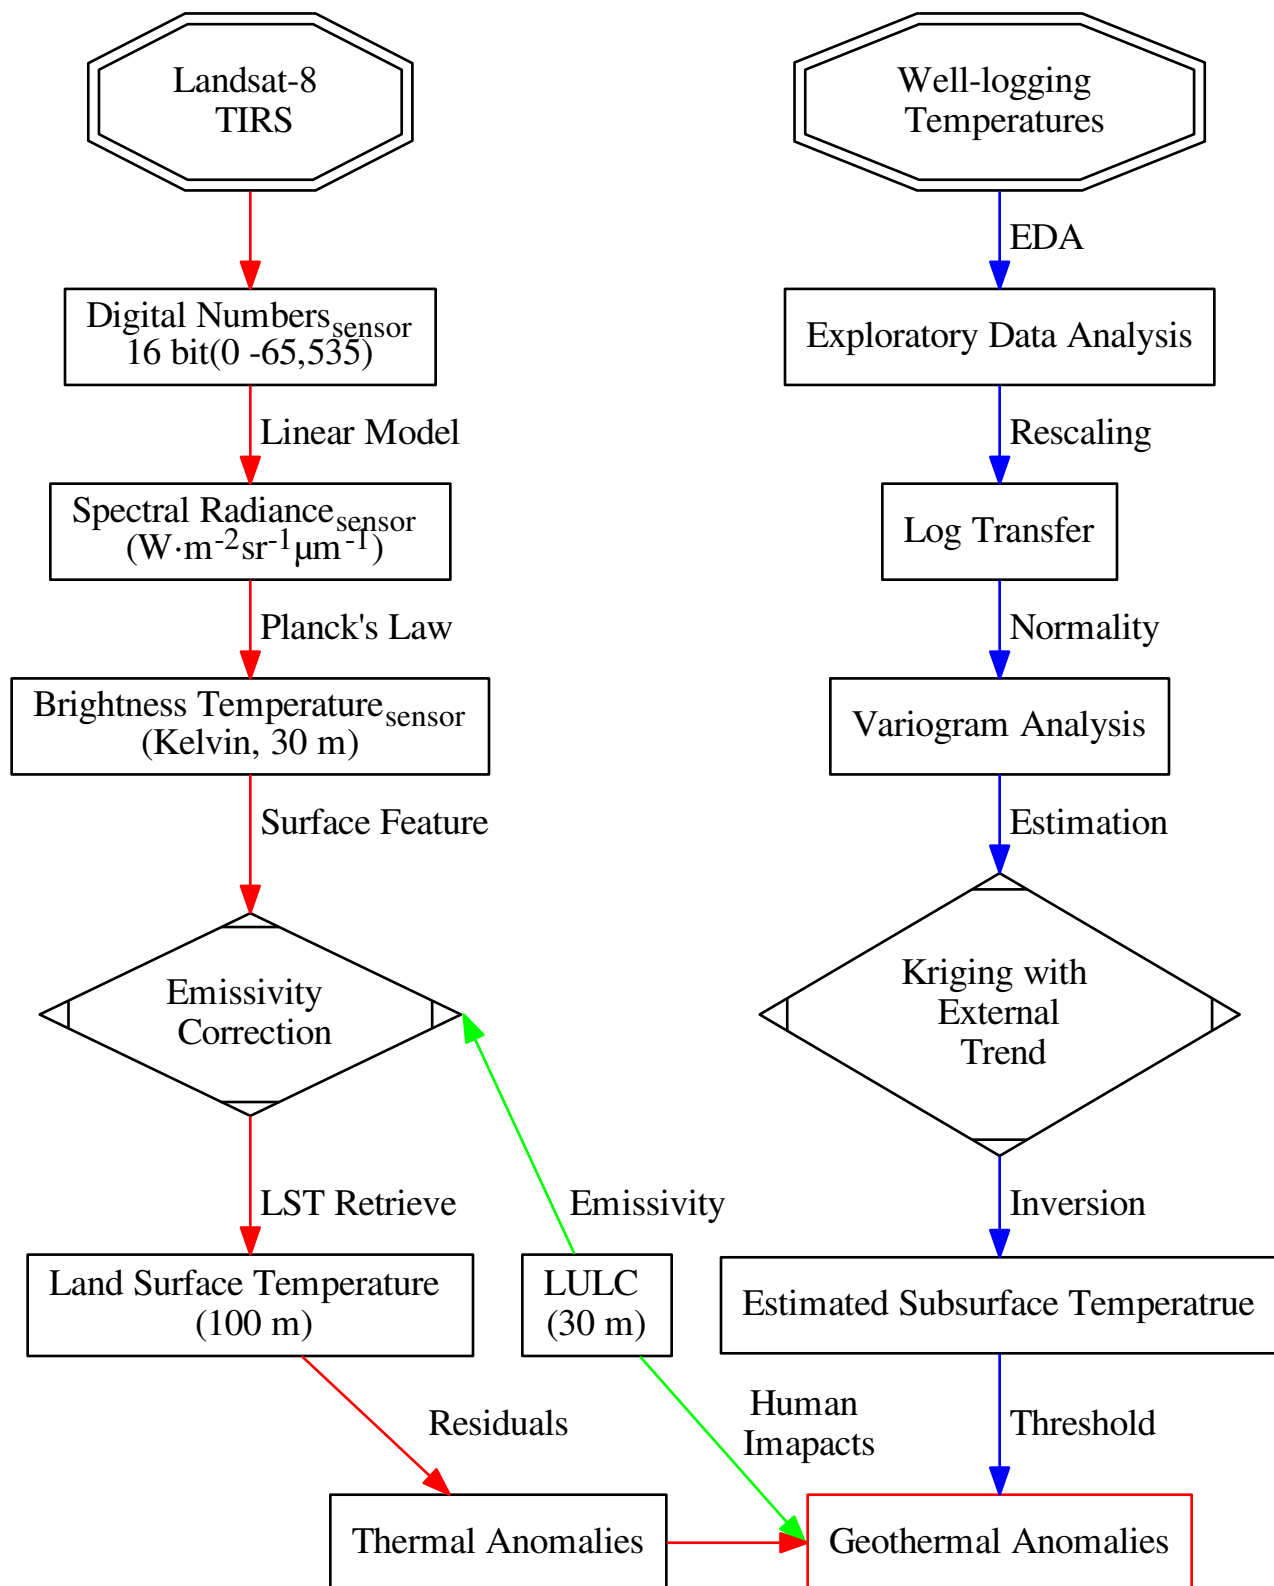 Landsat-8
TIRS
Well-logging
Temperatures
EDA
Digital Numbers sensor
16 bit(0 -65,535)
Exploratory Data Analysis
Linear Model
Rescaling
Spectral Radiance sensor
(W·m-2sr-1µm-1)
Log Transfer
Planck's Law
Normality
Brightness Temperature sensor
(Kelvin, 30 m)
Variogram Analysis
Surface Feature
Estimation
Emissivity
Correction
Kriging with
External
Trend
LST Retrieve
Emissivity
Inversion
Land Surface Temperature
(100 m)
LULC
(30 m)
Estimated Subsurface Temperatrue
Residuals
Human
Imapacts
Threshold
Thermal Anomalies
Geothermal Anomalies